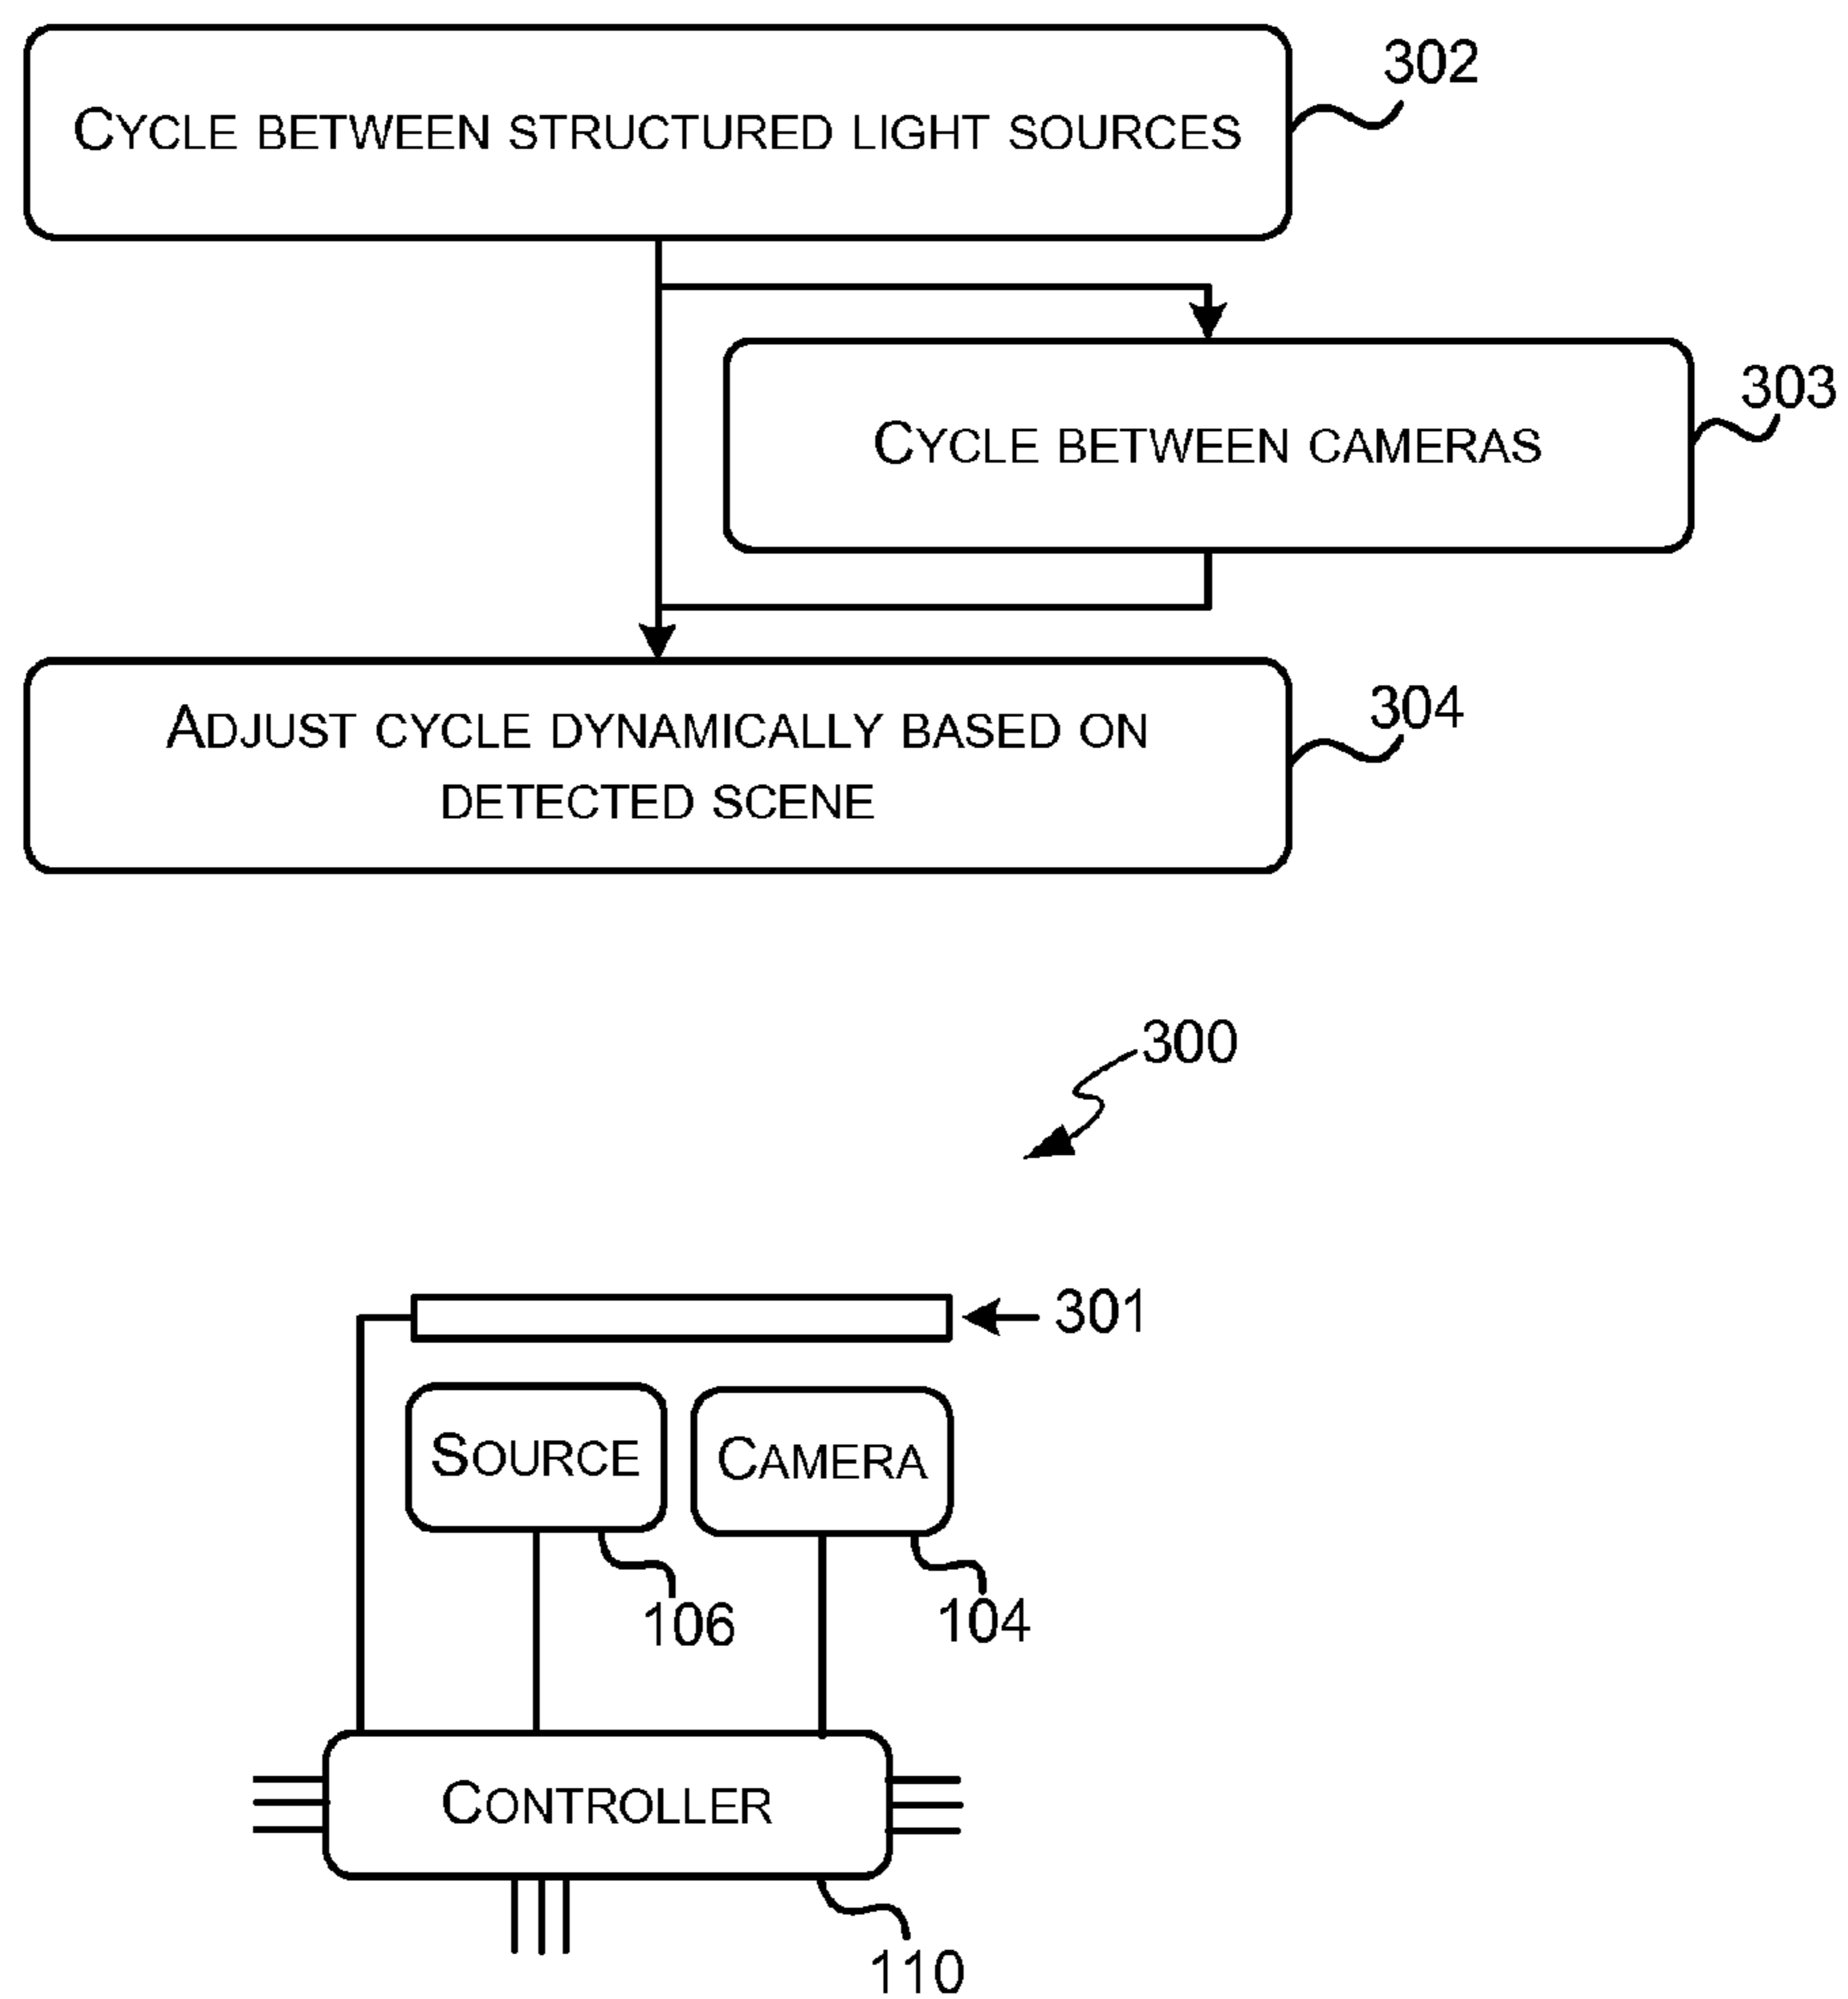 302
CYCLE BETWEEN STRUCTURED LIGHT SOURCES
303
CYCLE BETWEEN CAMERAS
304
ADJUST CYCLE DYNAMICALLY BASED ON
DETECTED SCENE
300
301
SOURCE
CAMERA
106
104
CONTROLLER
110